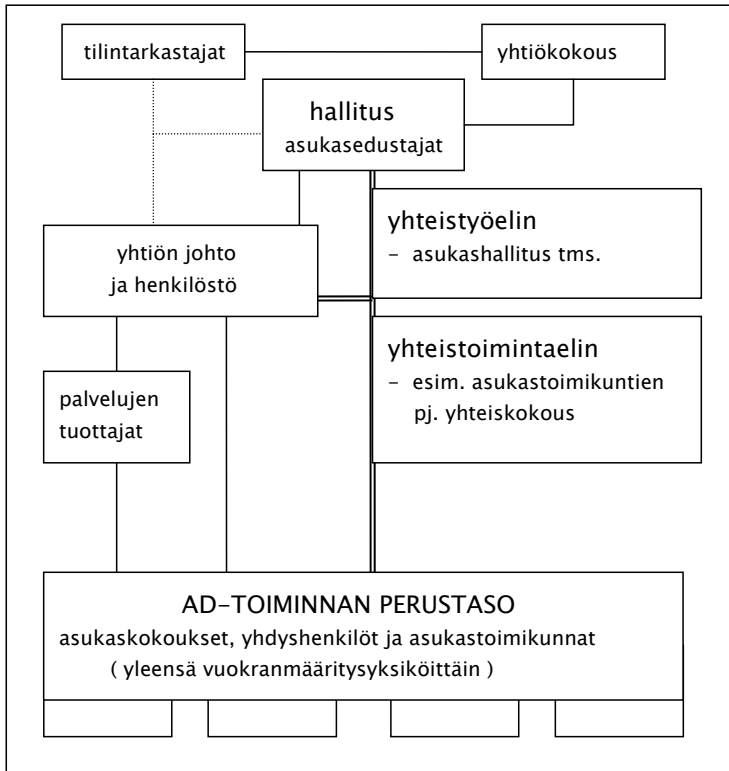 tilintarkastajat
yhtiökokous
hallitus
asukasedustajat
yhteistyöelin
– asukashallitus tms.
yhtiön johto
ja henkilöstö
yhteistoimintaelin
– esim. asukastoimikuntien
pj. yhteiskokous
palvelujen
tuottajat
AD–TOIMINNAN PERUSTASO
asukaskokoukset, yhdyshenkilöt ja asukastoimikunnat
( yleensä vuokranmääritysyksiköittäin )